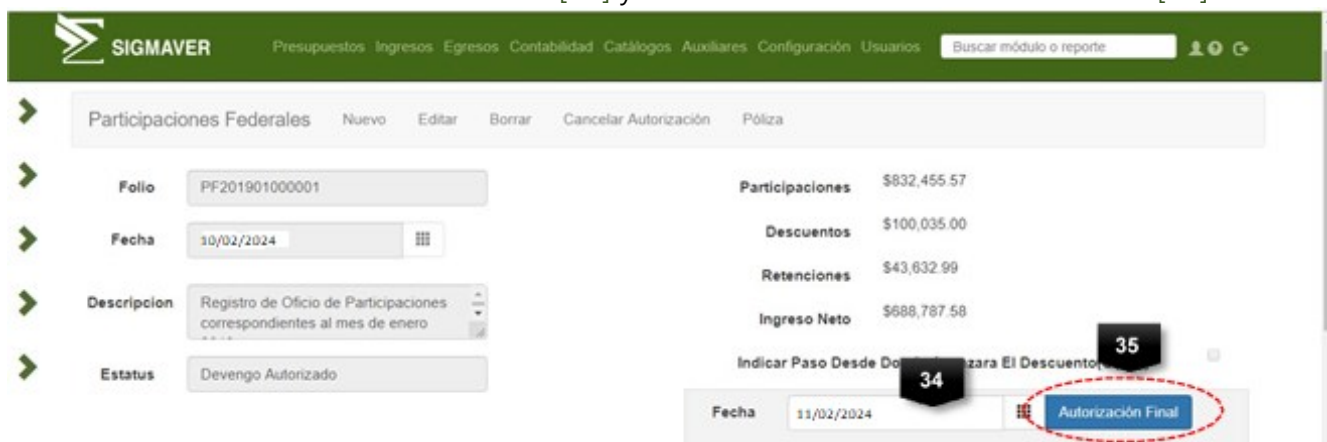 SIGMAVER Presupuestos Ingresos Egresos Contabilidad Catálogos Auxiliares Configuración Usuarios Buscar módulo o reporte
Participaciones Federales Nuevo Editar Borrar Cancelar Autorización Póliza
Folio PF201901000001
Participaciones $832,455.57
Fecha 10/02/2024
Descuentos $100,035.00
Retenciones $43,632.99
Descripcion Registro de Oficio de Participaciones
correspondientes al mes de enero
Ingreso Neto $688,787.58
35
Indicar Paso Desde El Descuento
34
Estatus Devengo Autorizado
Fecha 11/02/2024 Autorización Final